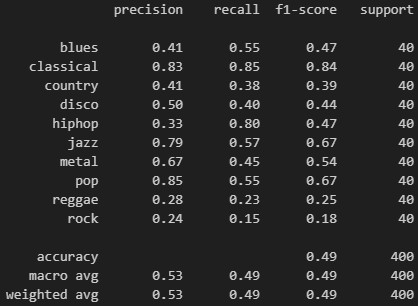 precision recall f1-score support
blues 0.41 0.55 0.47 40
classical 0.83 0.85 0.84 40
country 0.41 0.38 0.39 40
disco 0.50 0.40 0.44 40
hiphop 0.33 0.80 0.47 40
jazz 0.79 0.57 0.67 40
metal 0.67 0.45 0.54 40
pop 0.85 0.55 0.67 40
reggae 0.28 0.23 0.25 40
rock 0.24 0.15 0.18 40
accuracy 0.49 400
macro avg 0.53 0.49 0.49 400
weighted avg 0.53 0.49 0.49 400